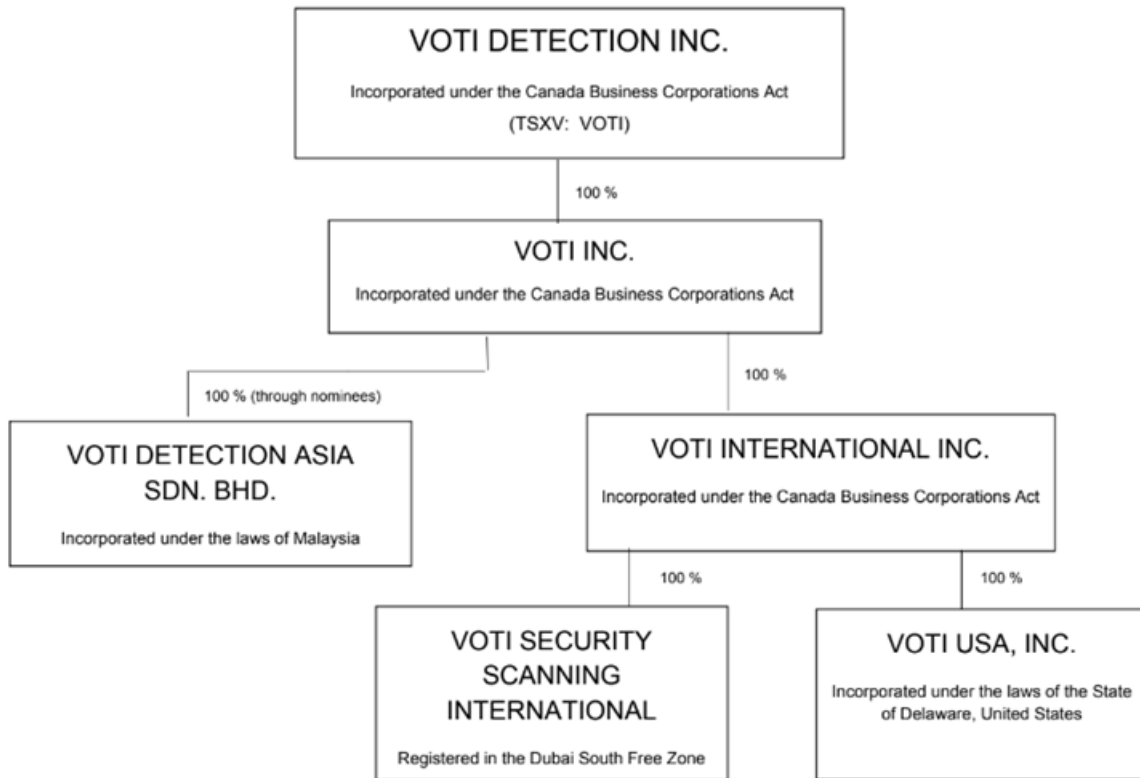 VOTI DETECTION INC.
Incorporated under the Canada Business Corporations Act
(TSXV: VOTI)
100 %
VOTI INC.
Incorporated under the Canada Business Corporations Act
100 % (through nominees)
100 %
VOTI DETECTION ASIA
SDN. BHD.
Incorporated under the laws of Malaysia
VOTI INTERNATIONAL INC.
Incorporated under the Canada Business Corporations Act
100 %
100 %
VOTI SECURITY
SCANNING
INTERNATIONAL
Registered in the Dubai South Free Zone
VOTI USA, INC.
Incorporated under the laws of the State
of Delaware, United States